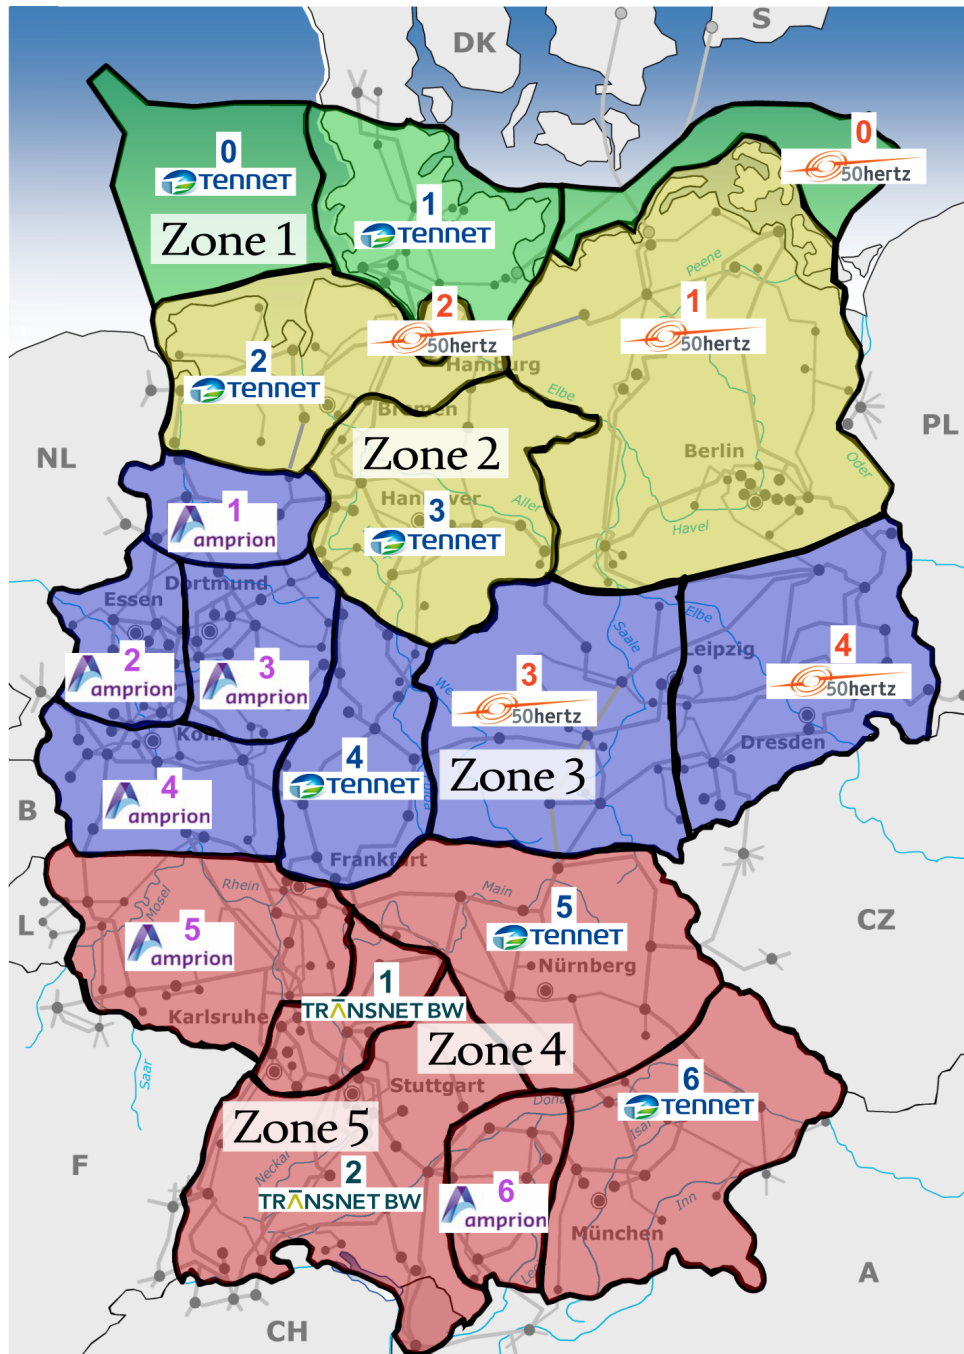 DK
S
0
TENNET
0
50hertz
1
TENNET
Zone 1
Peene
2
50hertz
1
50hertz
Hamburg
2
TENNET
Elbe
Bremen
NL
Zone 2
PL
Berlin
Oder
Hannover
Aller
3
TENNET
Havel
1
amprion
Dortmund
Essen
Elbe
Saale
Leipzig
2
amprion
3
amprion
3
50hertz
4
50hertz
Köln
Dresden
4
TENNET
Zone 3
4
amprion
B
Frankfurt
Rhein
Main
Mosel
L
5
amprion
5
TENNET
CZ
Nürnberg
1
TRANSNET BW
Karlsruhe
Zone 4
Saar
Stuttgart
6
TENNET
Donau
Isar
Zone 5
F
Neckar
2
TRANSNET BW
6
amprion
Inn
München
Lech
A
CH